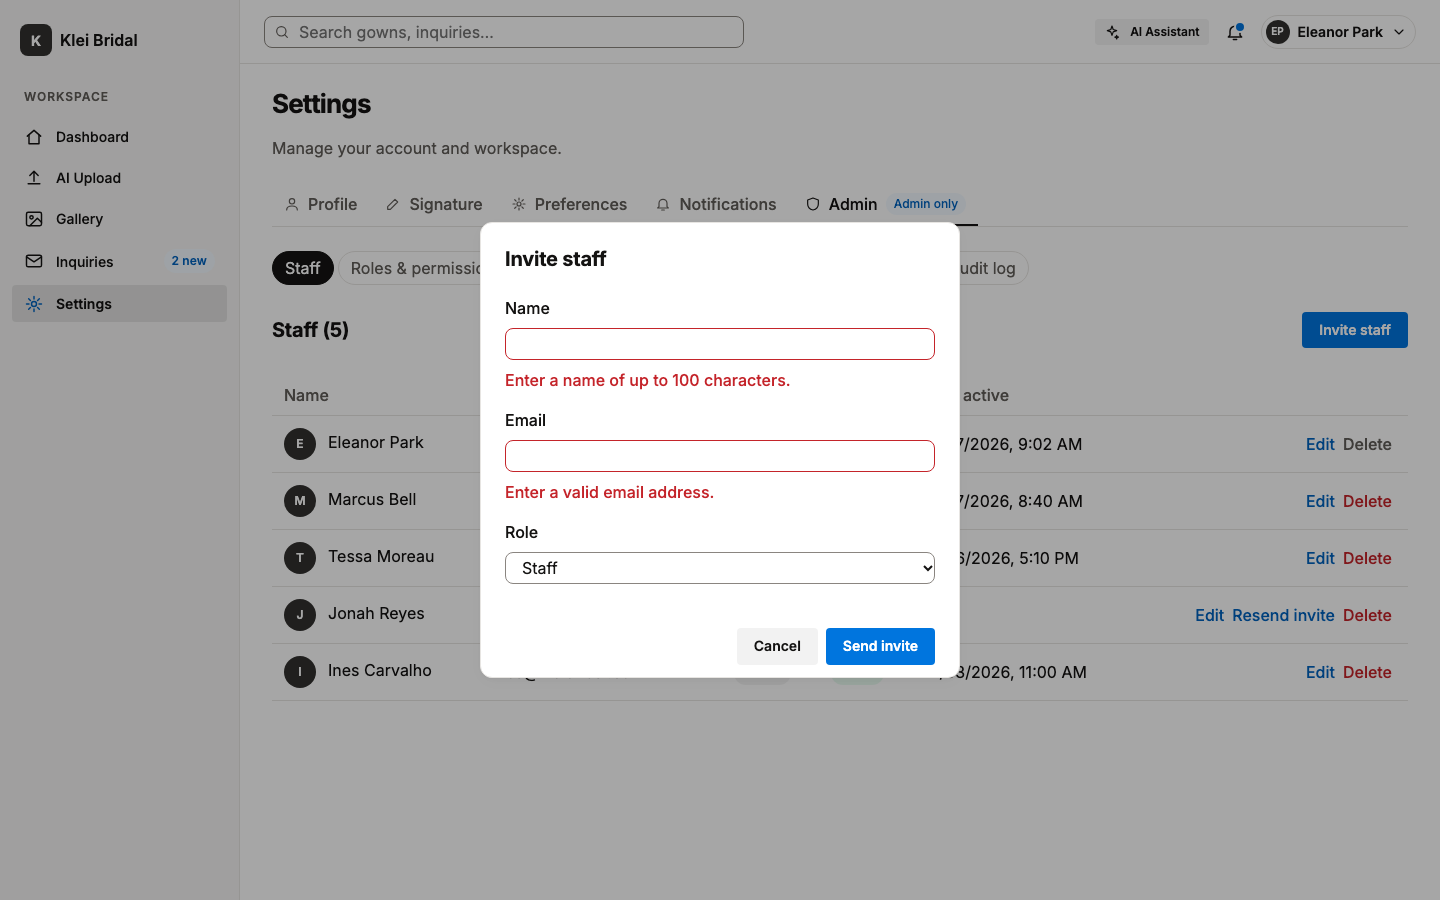 K Klei Bridal
Search gowns, inquiries...
AI Assistant
EP Eleanor Park
WORKSPACE
Dashboard
AI Upload
Gallery
Inquiries 2 new
Settings
Settings
Manage your account and workspace.
Profile Signature Preferences Notifications Admin Admin only
Staff Roles & udit log
Staff (5)
Invite staff
Name active
E Eleanor Park 7/2026, 9:02 AM Edit Delete
M Marcus Bell 7/2026, 8:40 AM Edit Delete
T Tessa Moreau 6/2026, 5:10 PM Edit Delete
J Jonah Reyes Edit Resend invite Delete
I Ines Carvalho 3/2026, 11:00 AM Edit Delete
Invite staff
Name
Enter a name of up to 100 characters.
Email
Enter a valid email address.
Role
Staff
Cancel Send invite